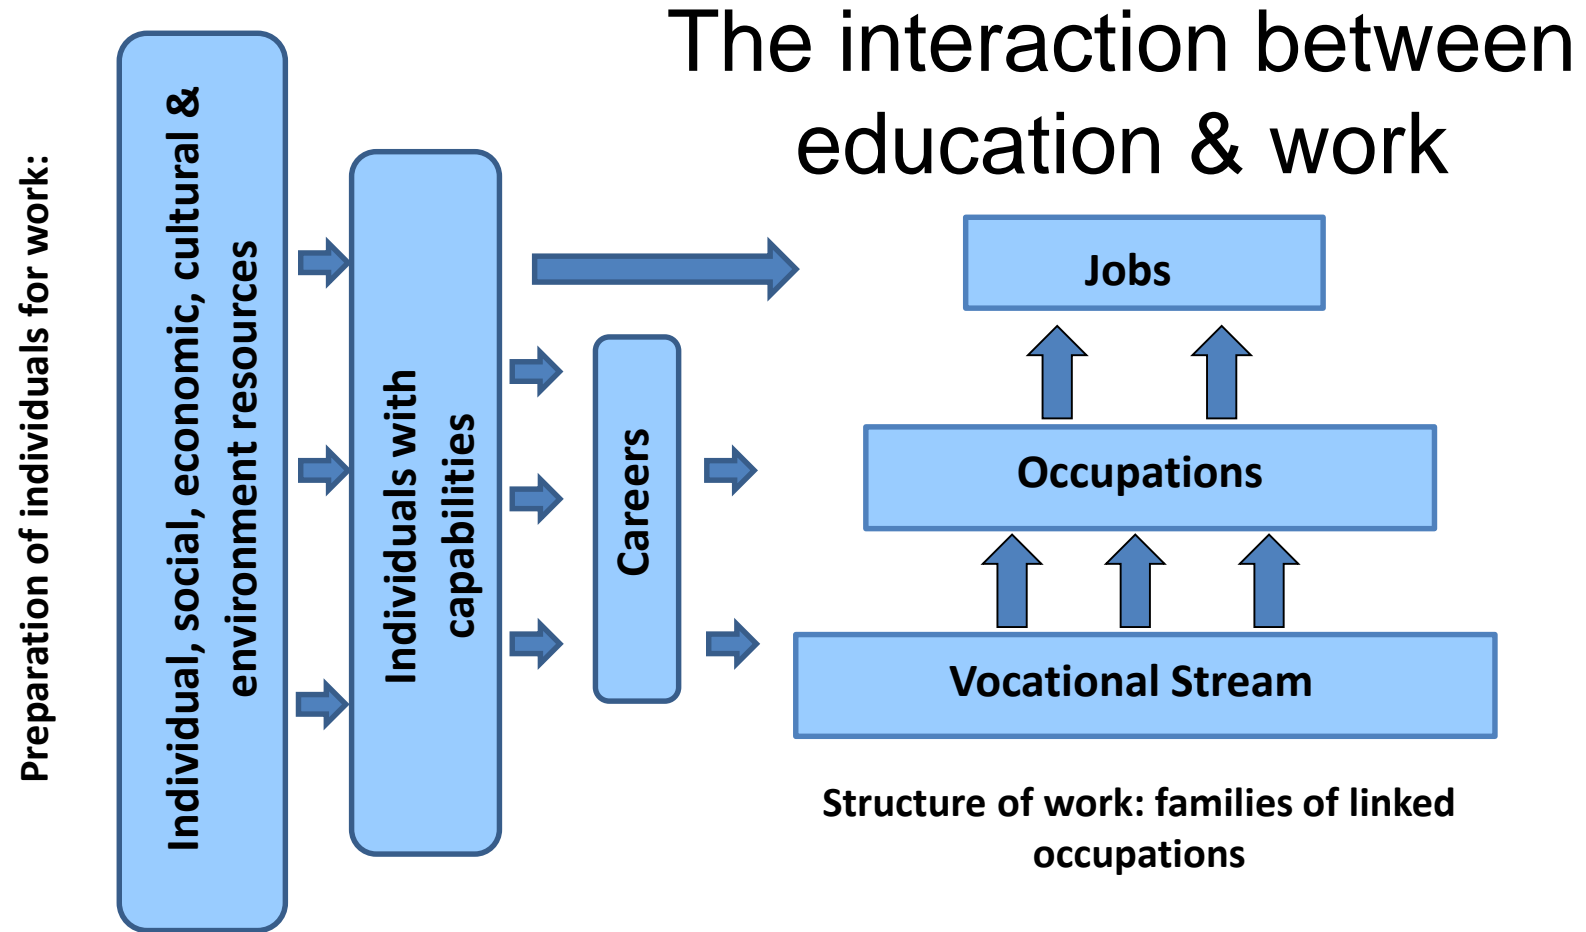 The interaction between
education & work
Preparation of individuals for work:
Individual, social, economic, cultural &
environment resources
Individuals with
capabilities
Careers
Jobs
Occupations
Vocational Stream
Structure of work: families of linked
occupations